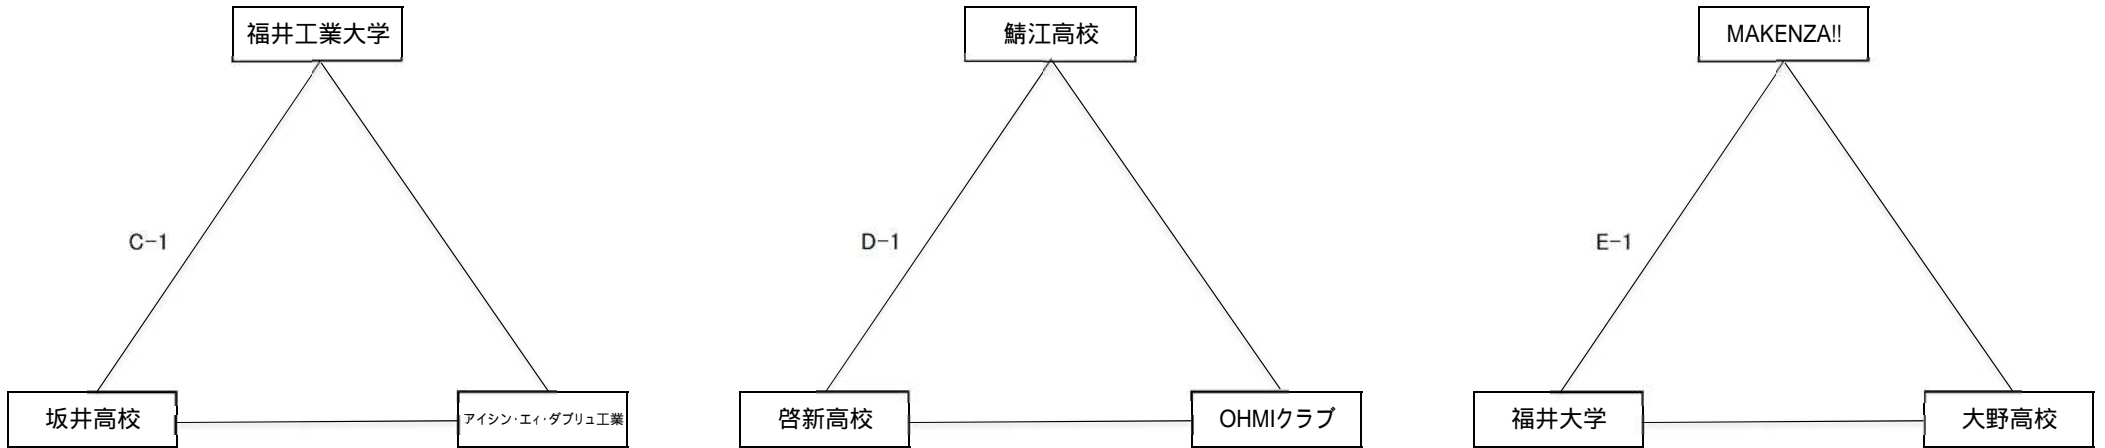 福井工業大学
鯖江高校
MAKENZA!!
C-1
D-1
E-1
坂井高校
アイシン・エィ・ダブリュ工業
啓新高校
OHMIクラブ
福井大学
大野高校